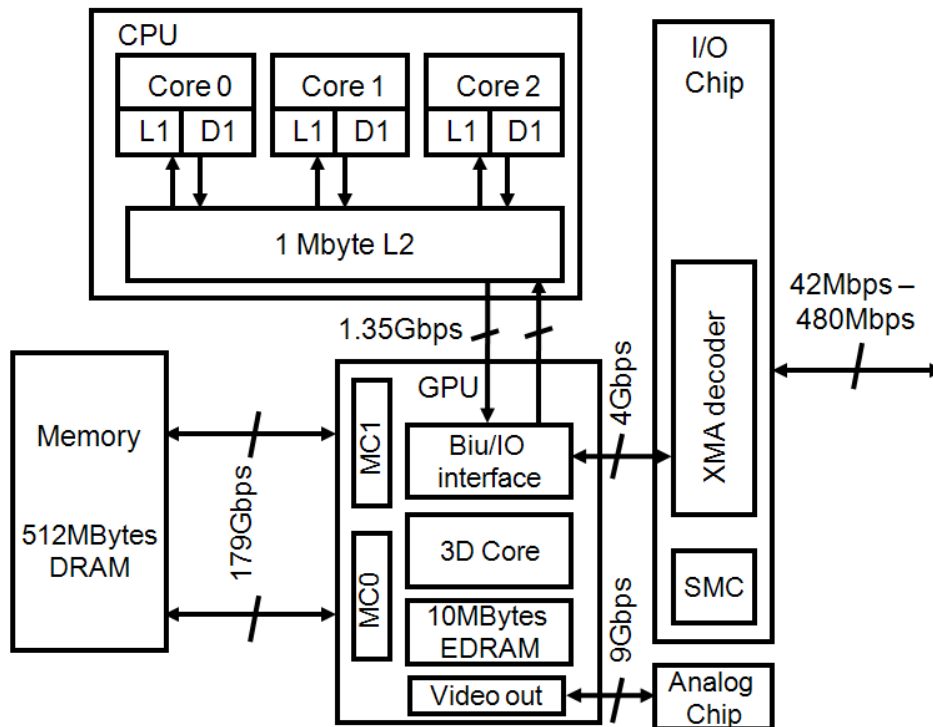 CPU
Core 0
L1
D1
Core 1
L1
D1
Core 2
L1
D1
1 Mbyte L2
1.35Gbps
I/O
Chip
XMA decoder
SMC
42Mbps –
480Mbps
Memory
512MBytes
DRAM
179Gbps
GPU
MC1
MC0
Biu/IO
interface
3D Core
10MBytes
EDRAM
Video out
4Gbps
9Gbps
Analog
Chip